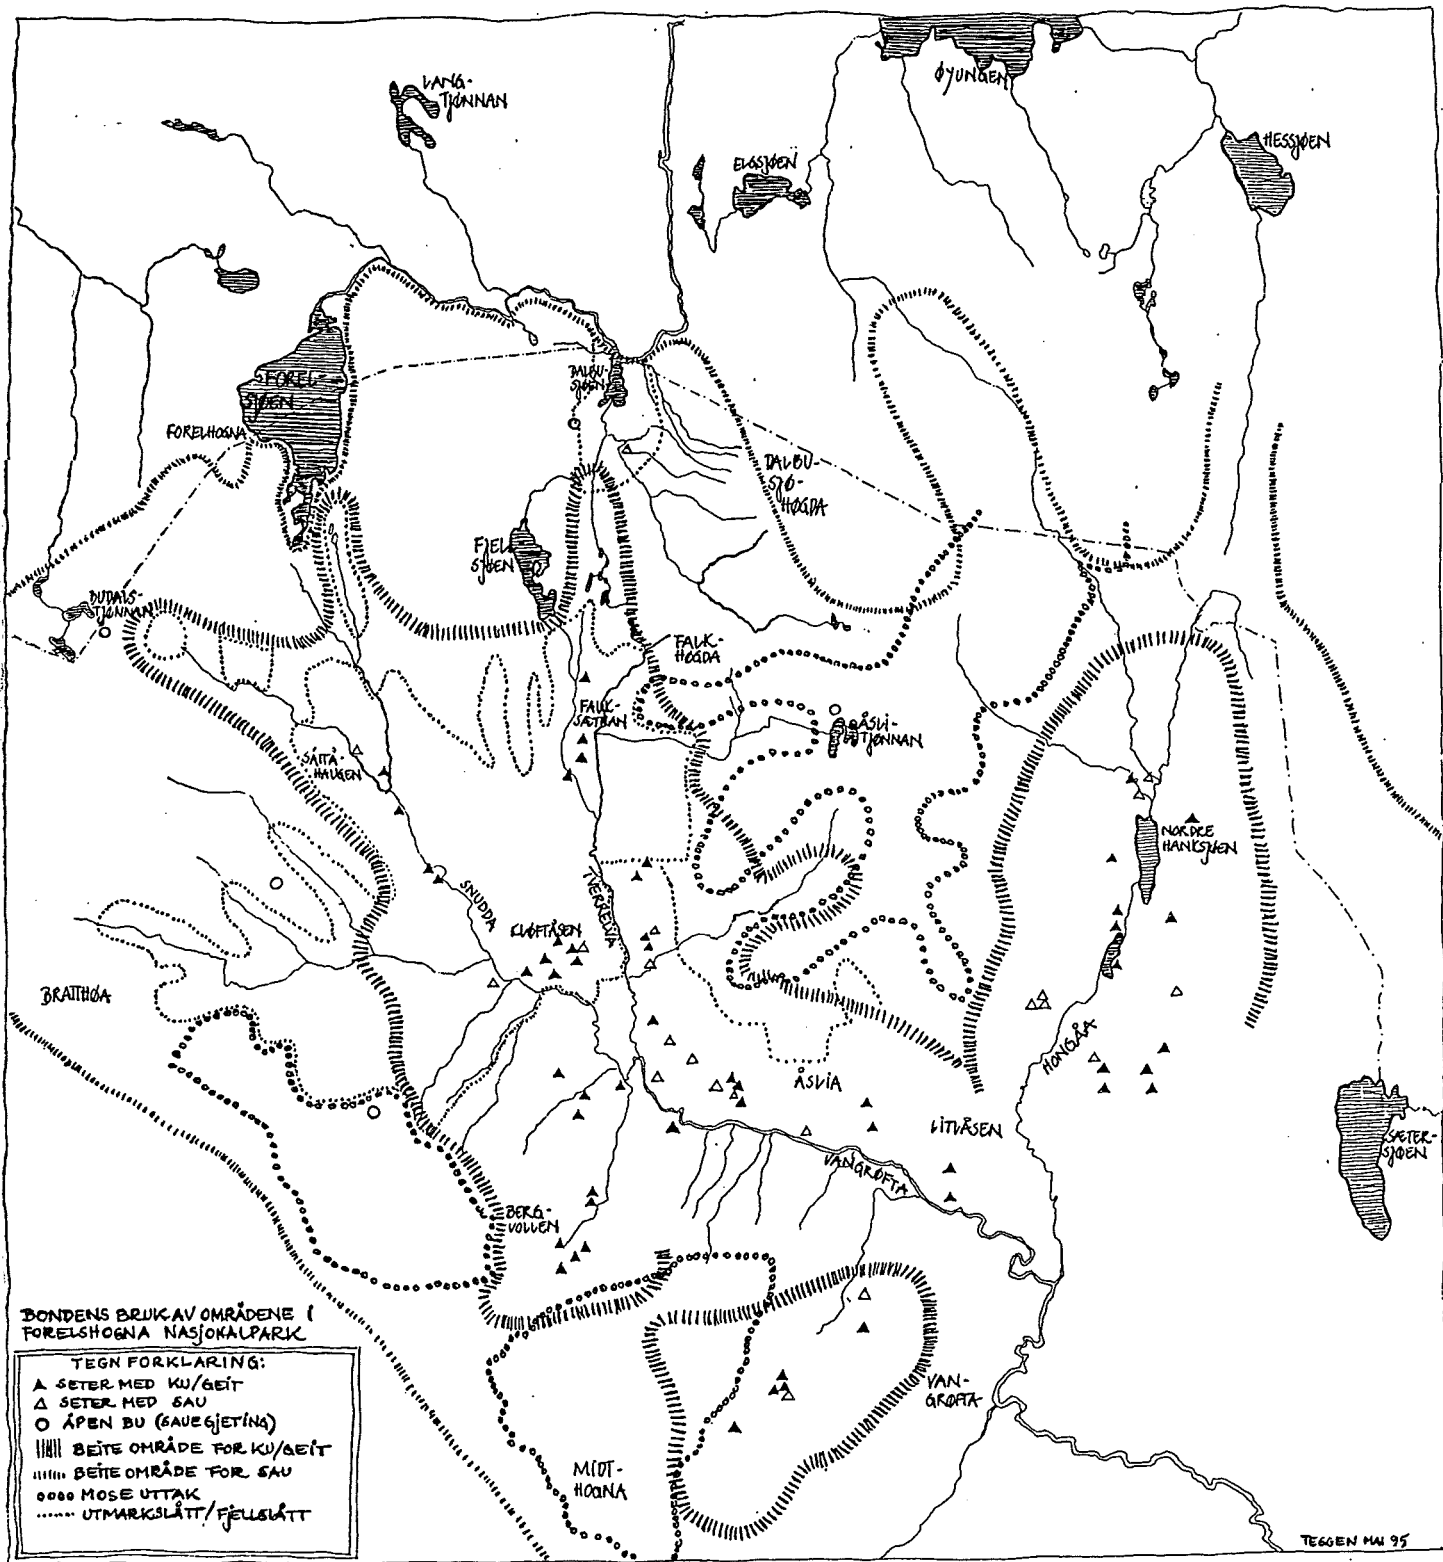 LANG-
TJØNNAN
ØYUNGEN
HESSJØEN
ELGSJØEN
FOREL-
SJØEN
DALBU-
SJØEN
FORELHOGNA
DALBU-
SJØ-
HØGDA
FJELL
SJØEN
BUDALS-
TJØNNAN
FALK-
HØGDA
FALK-
SÆTRAN
ÅSLI-
TJØNNAN
SÅTÅ-
HAUGEN
NORDRE
HANKSJØEN
SNUDDA
TVERRELVA
KLØFTÅSEN
BRATTHØA
HONGÅA
ÅSLIA
LITLÅSEN
SÆTER-
SJØEN
VANGRØFTA
BERG-
VOLLEN
BONDENS BRUK AV OMRÅDENE I
FORELSHOGNA NASJONALPARK
TEGN FORKLARING:
SETER MED KU/GEIT
SETER MED SAU
ÅPEN BU (SAUEGJETING)
BEITE OMRÅDE FOR KU/GEIT
BEITE OMRÅDE FOR SAU
MOSE UTTAK
UTMARKSLÅTT/FJELLSLÅTT
VAN-
GRØFTA
MIDT-
HOGNA
TEGGEN MAI 95